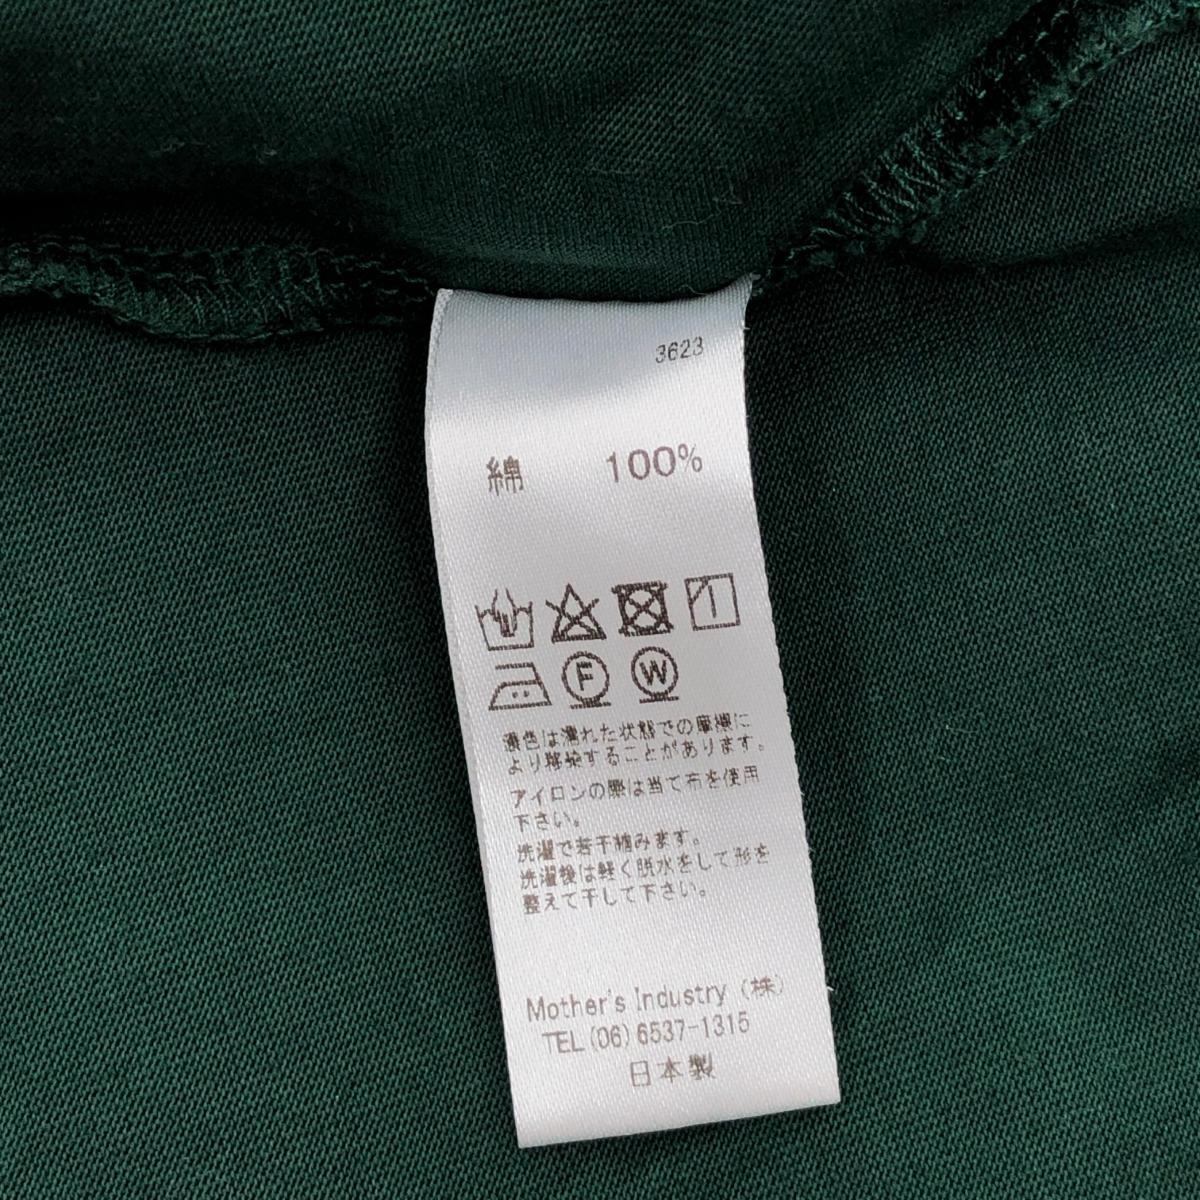 3623
綿 100%
F W
濃色は濡れた状態での摩擦に
より移染することがあります。
アイロンの際は当て布を使用
下さい。
洗濯で若干縮みます。
洗濯後は軽く脱水をして形を
整えて干して下さい。
Mother's Industry (株)
TEL(06)6537-1315
日本製